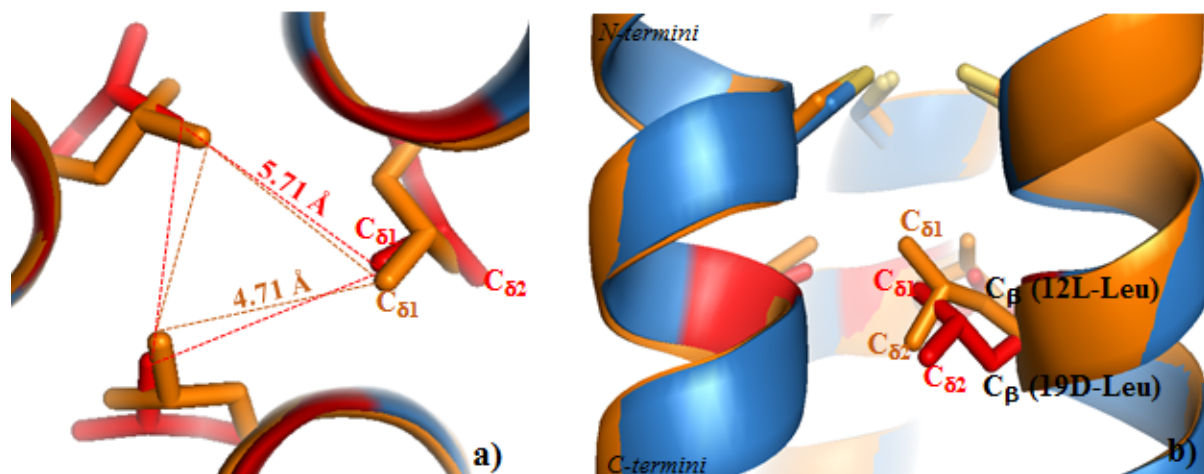 5.71 Å
Cδ1
Cδ2
4.71 Å
Cδ1
a)
N-termini
Cδ1
Cδ1
Cβ (12L-Leu)
Cδ2
Cδ2
Cβ (19D-Leu)
C-termini
b)